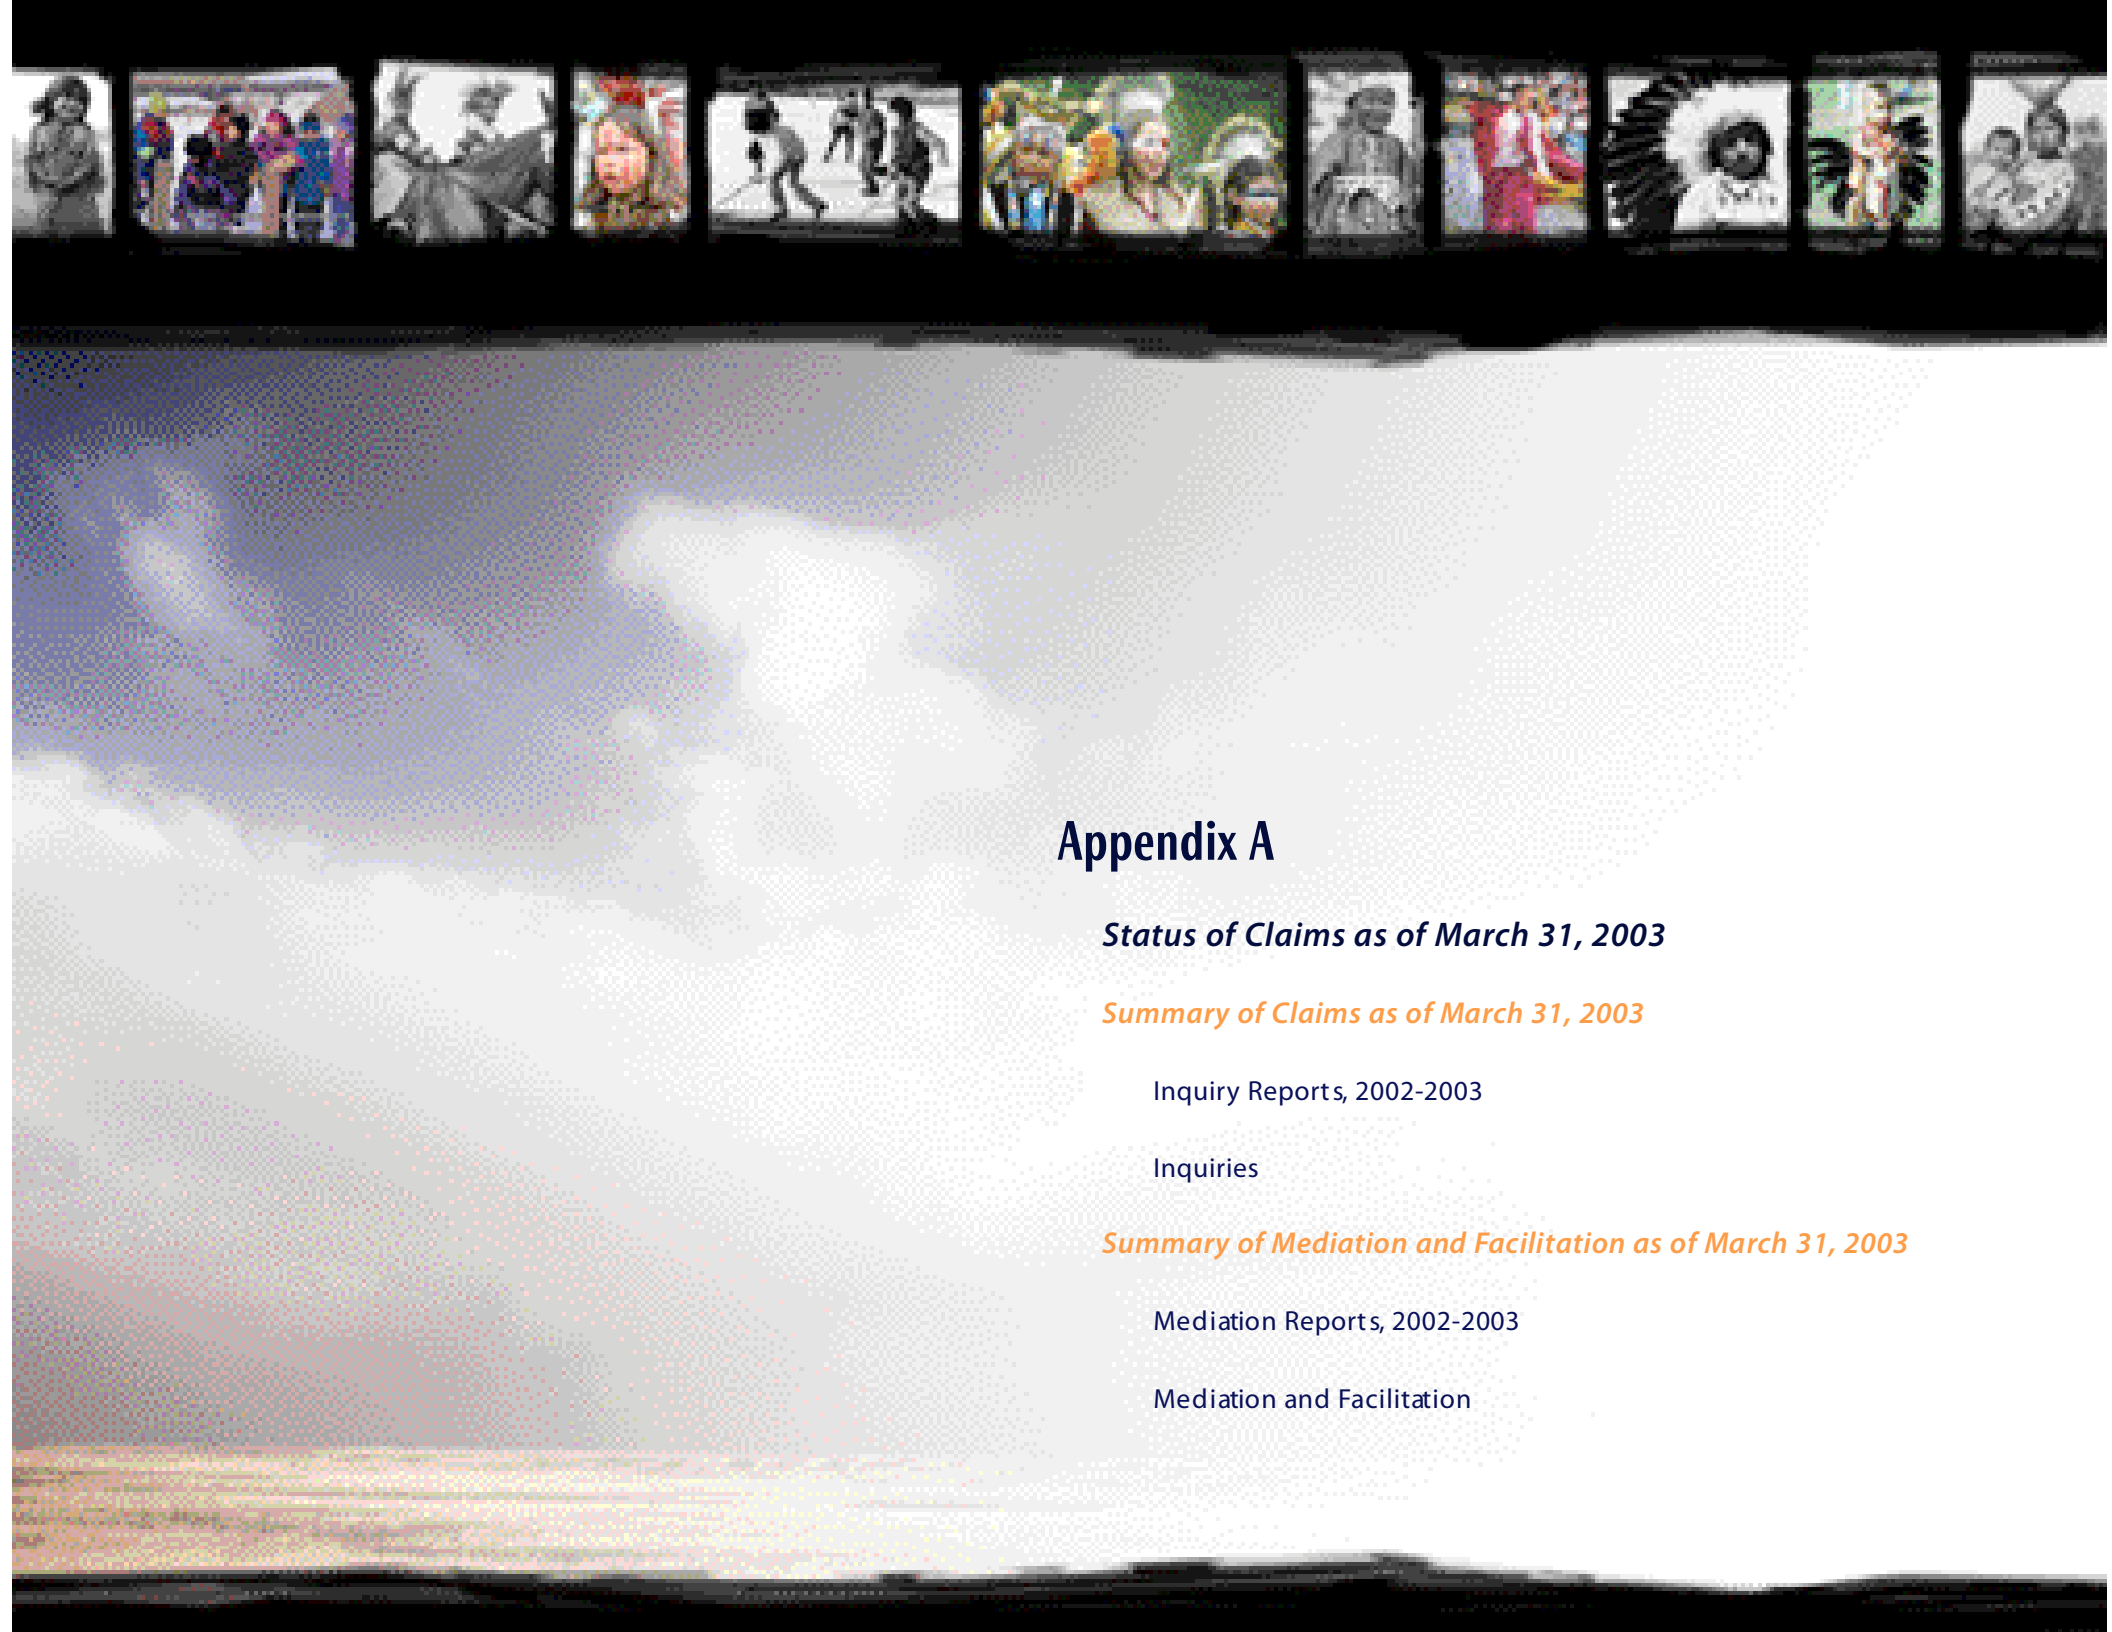 Appendix A
Status of Claims as of March 31, 2003
Summary of Claims as of March 31, 2003
Inquiry Reports, 2002-2003
Inquiries
Summary of Mediation and Facilitation as of March 31, 2003
Mediation Reports, 2002-2003
Mediation and Facilitation